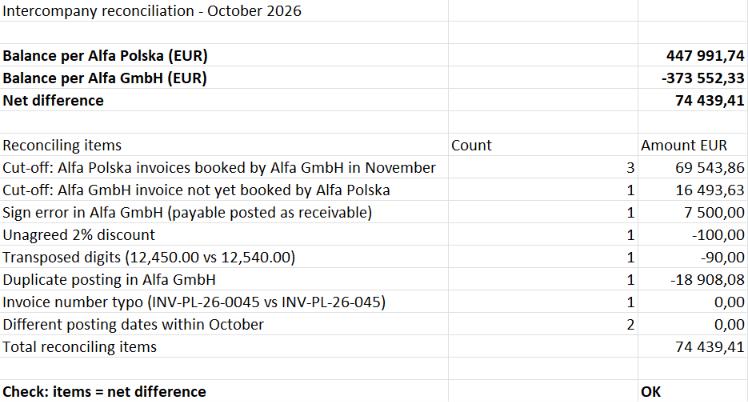 Intercompany reconciliation - October 2026
Balance per Alfa Polska (EUR) 447 991,74
Balance per Alfa GmbH (EUR) -373 552,33
Net difference 74 439,41
Reconciling items Count Amount EUR
Cut-off: Alfa Polska invoices booked by Alfa GmbH in November 3 69 543,86
Cut-off: Alfa GmbH invoice not yet booked by Alfa Polska 1 16 493,63
Sign error in Alfa GmbH (payable posted as receivable) 1 7 500,00
Unagreed 2% discount 1 -100,00
Transposed digits (12,450.00 vs 12,540.00) 1 -90,00
Duplicate posting in Alfa GmbH 1 -18 908,08
Invoice number typo (INV-PL-26-0045 vs INV-PL-26-045) 1 0,00
Different posting dates within October 2 0,00
Total reconciling items 74 439,41
Check: items = net difference OK